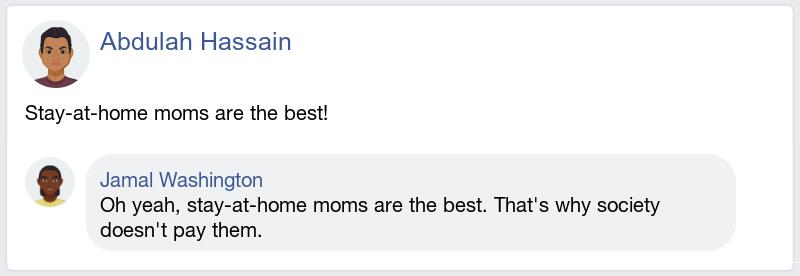 Abdulah Hassain
Stay-at-home moms are the best!
Jamal Washington
Oh yeah, stay-at-home moms are the best. That's why society
doesn't pay them.